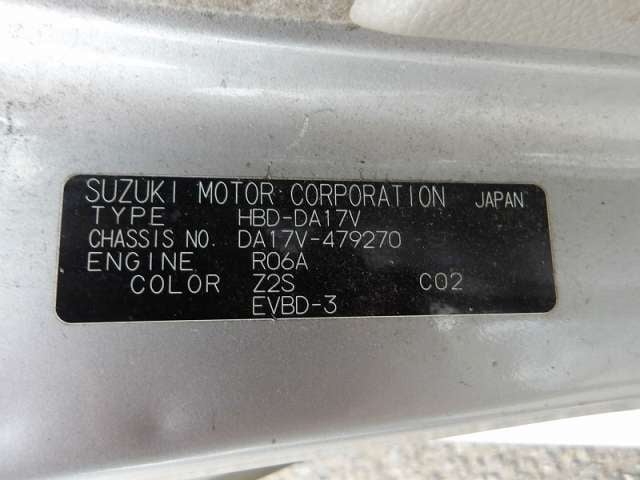 SUZUKI MOTOR CORPORATION JAPAN
TYPE HBD-DA17V
CHASSIS NO. DA17V-479270
ENGINE R06A
COLOR Z2S C02
EVBD-3